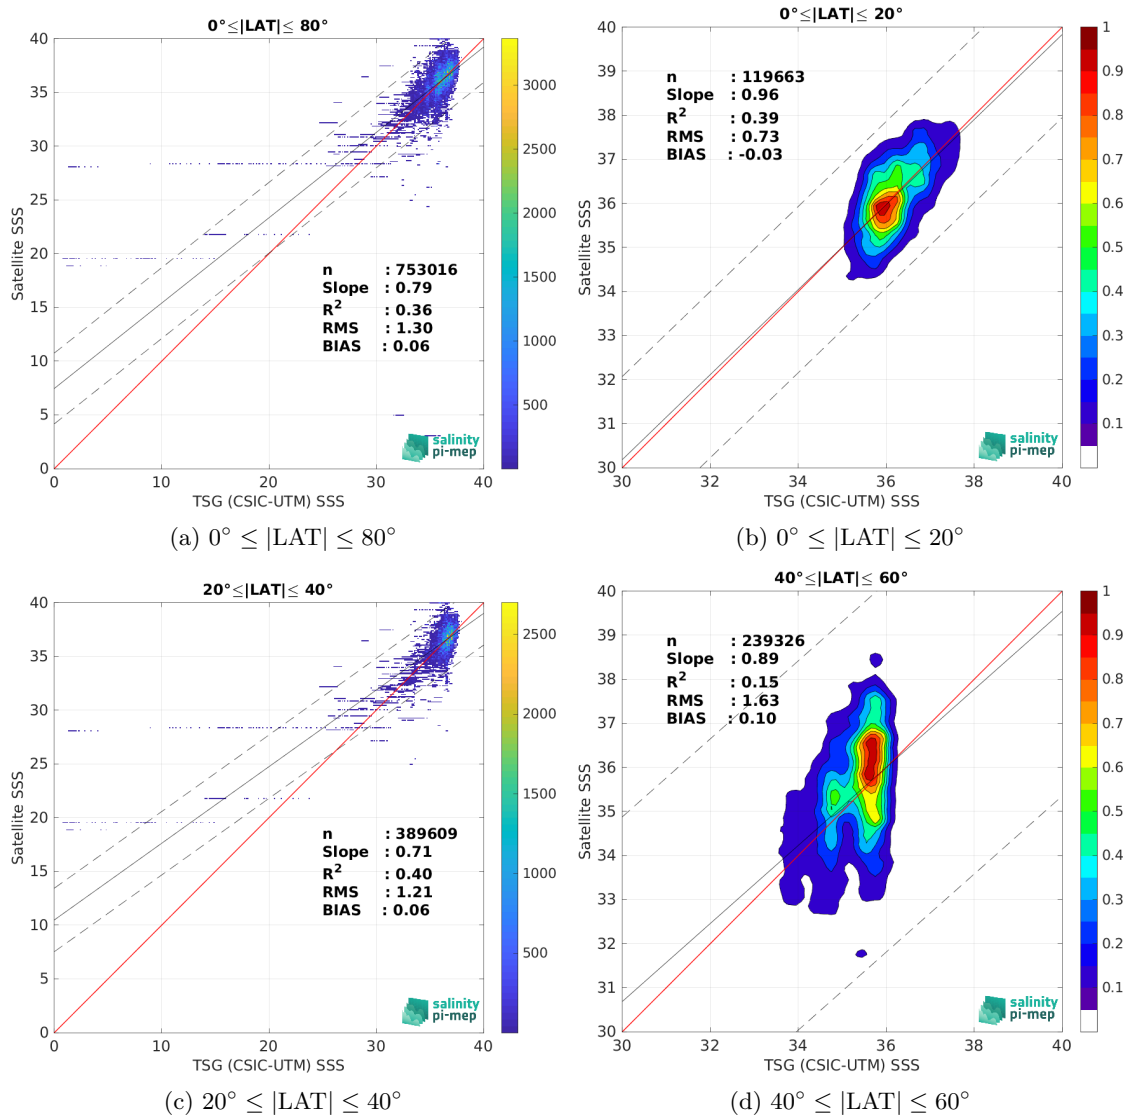 0°≤|LAT|≤ 80°
40
35
30
25
20
15
10
5
0
Satellite SSS
n : 753016
Slope : 0.79
R² : 0.36
RMS : 1.30
BIAS : 0.06
salinity
pi-mep
0 10 20 30 40
TSG (CSIC-UTM) SSS
3000
2500
2000
1500
1000
500
(a) 0° ≤ |LAT| ≤ 80°
0°≤|LAT|≤ 20°
40
39
38
37
36
35
34
33
32
31
30
Satellite SSS
n : 119663
Slope : 0.96
R² : 0.39
RMS : 0.73
BIAS : -0.03
salinity
pi-mep
30 32 34 36 38 40
TSG (CSIC-UTM) SSS
1
0.9
0.8
0.7
0.6
0.5
0.4
0.3
0.2
0.1
(b) 0° ≤ |LAT| ≤ 20°
20°≤|LAT|≤ 40°
40
35
30
25
20
15
10
5
0
Satellite SSS
n : 389609
Slope : 0.71
R² : 0.40
RMS : 1.21
BIAS : 0.06
salinity
pi-mep
0 10 20 30 40
TSG (CSIC-UTM) SSS
2500
2000
1500
1000
500
(c) 20° ≤ |LAT| ≤ 40°
40°≤|LAT|≤ 60°
40
39
38
37
36
35
34
33
32
31
30
Satellite SSS
n : 239326
Slope : 0.89
R² : 0.15
RMS : 1.63
BIAS : 0.10
salinity
pi-mep
30 32 34 36 38 40
TSG (CSIC-UTM) SSS
1
0.9
0.8
0.7
0.6
0.5
0.4
0.3
0.2
0.1
(d) 40° ≤ |LAT| ≤ 60°